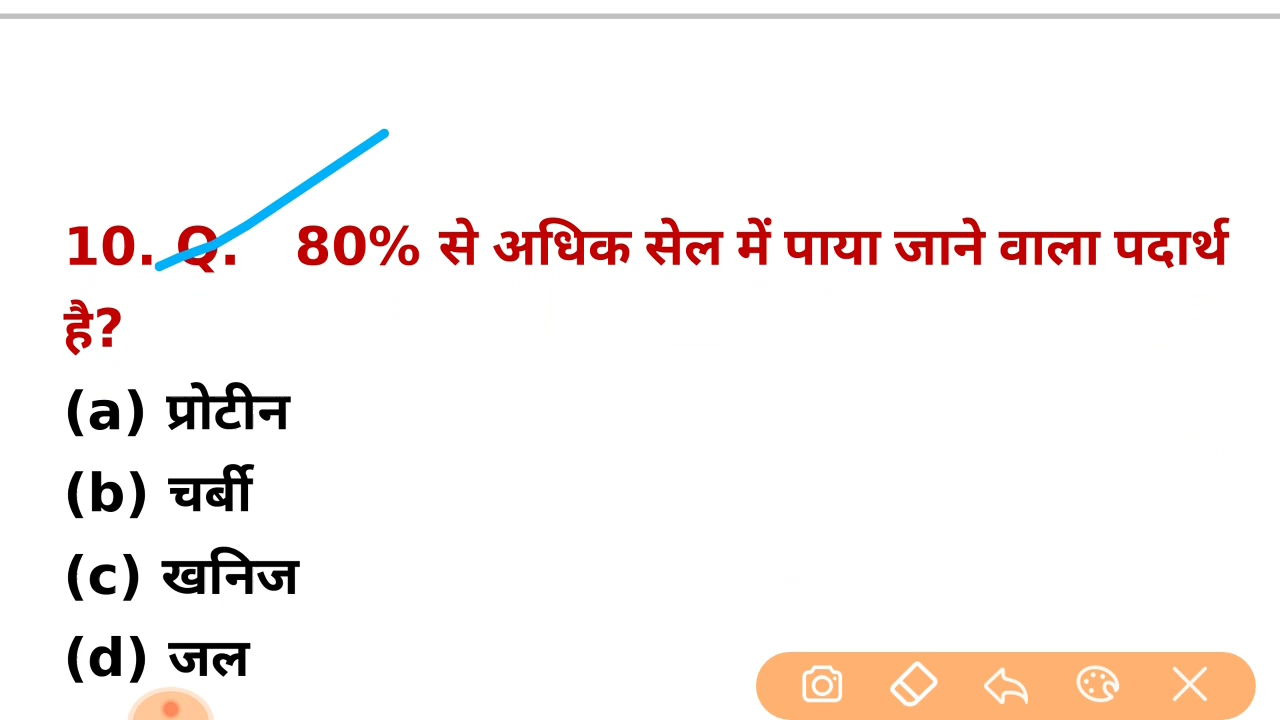 10. Q. 80% से अधिक सेल में पाया जाने वाला पदार्थ
है?
(a) प्रोटीन
(b) चर्बी
(c) खनिज
(d) जल